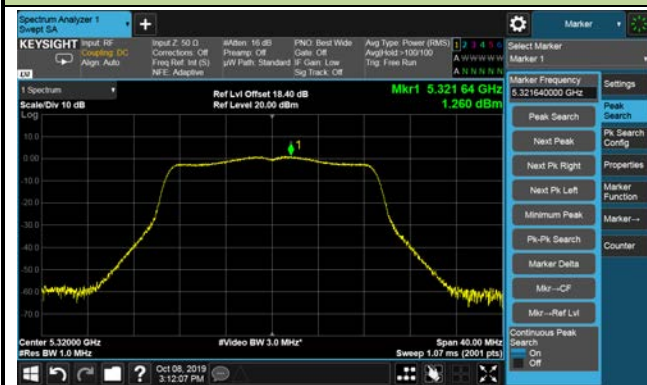 Spectrum Analyzer 1
Swept SA
+
Marker
KEYSIGHT
Input: RF
Coupling: DC
Align: Auto
Input Z: 50 Ω
Corrections: Off
Freq Ref: Int (S)
NFE: Adaptive
#Atten: 16 dB
Preamp: Off
µW Path: Standard
PNO: Best Wide
Gate: Off
IF Gain: Low
Sig Track: Off
Avg Type: Power (RMS)
Avg|Hold:>100/100
Trig: Free Run
1 2 3 4 5 6
A W W W W W
A N N N N N
Select Marker
Marker 1
LXI
1 Spectrum
Scale/Div 10 dB
Log
Ref Lvl Offset 18.40 dB
Ref Level 20.00 dBm
Mkr1 5.321 64 GHz
1.260 dBm
1
10.0
0.00
-10.0
-20.0
-30.0
-40.0
-50.0
-60.0
-70.0
Center 5.32000 GHz
#Res BW 1.0 MHz
#Video BW 3.0 MHz*
Span 40.00 MHz
Sweep 1.07 ms (2001 pts)
Marker Frequency
5.321640000 GHz
Peak Search
Next Peak
Next Pk Right
Next Pk Left
Minimum Peak
Pk-Pk Search
Marker Delta
Mkr→CF
Mkr→Ref Lvl
Continuous Peak
Search
On
Off
Settings
Peak
Search
Pk Search
Config
Properties
Marker
Function
Marker→
Counter
?
Oct 08, 2019
3:12:07 PM